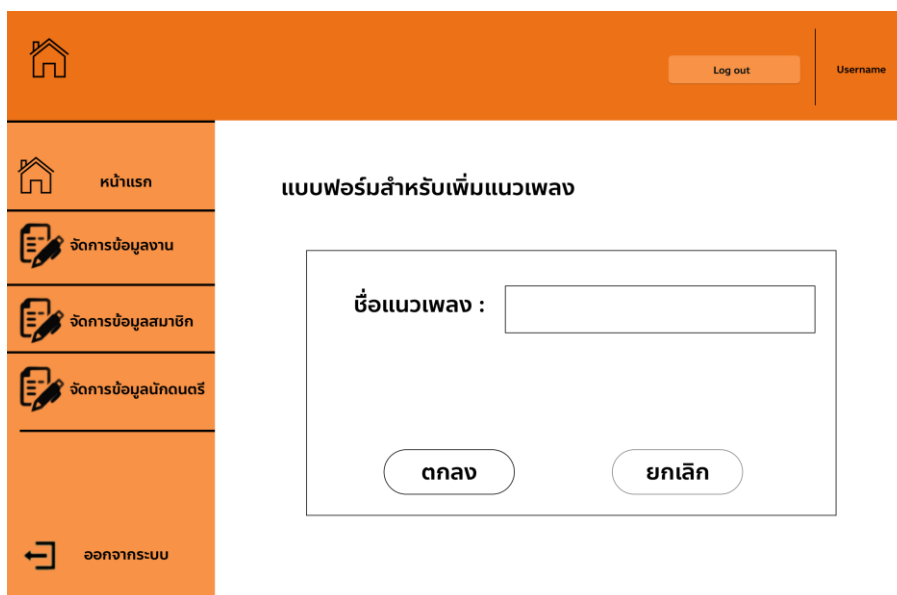 Log out
Username
หน้าแรก
แบบฟอร์มสำหรับเพิ่มแนวเพลง
จัดการข้อมูลงาน
ชื่อแนวเพลง :
จัดการข้อมูลสมาชิก
จัดการข้อมูลนักดนตรี
ตกลง
ยกเลิก
ออกจากระบบ